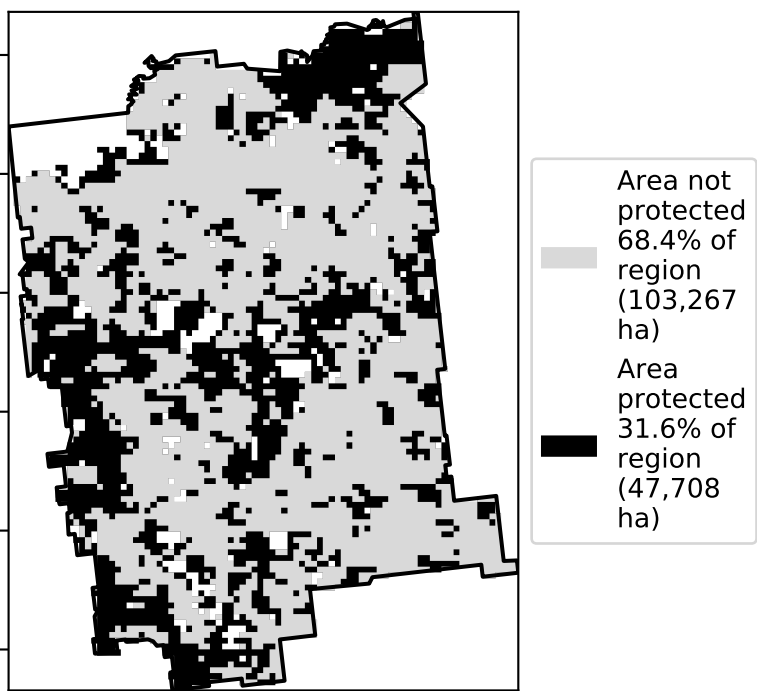 Area not
protected
68.4% of
region
(103,267
ha)
Area
protected
31.6% of
region
(47,708
ha)